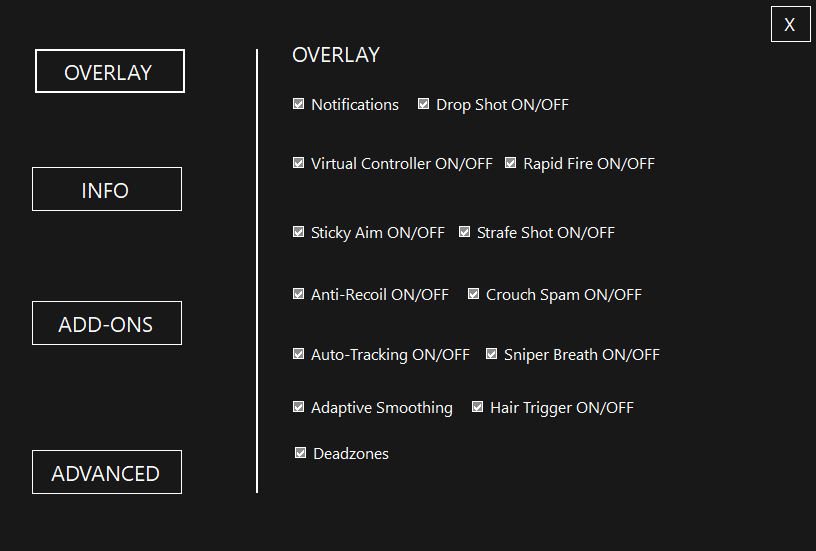 X
OVERLAY
OVERLAY
Notifications Drop Shot ON/OFF
Virtual Controller ON/OFF Rapid Fire ON/OFF
INFO
Sticky Aim ON/OFF Strafe Shot ON/OFF
Anti-Recoil ON/OFF Crouch Spam ON/OFF
ADD-ONS
Auto-Tracking ON/OFF Sniper Breath ON/OFF
Adaptive Smoothing Hair Trigger ON/OFF
Deadzones
ADVANCED